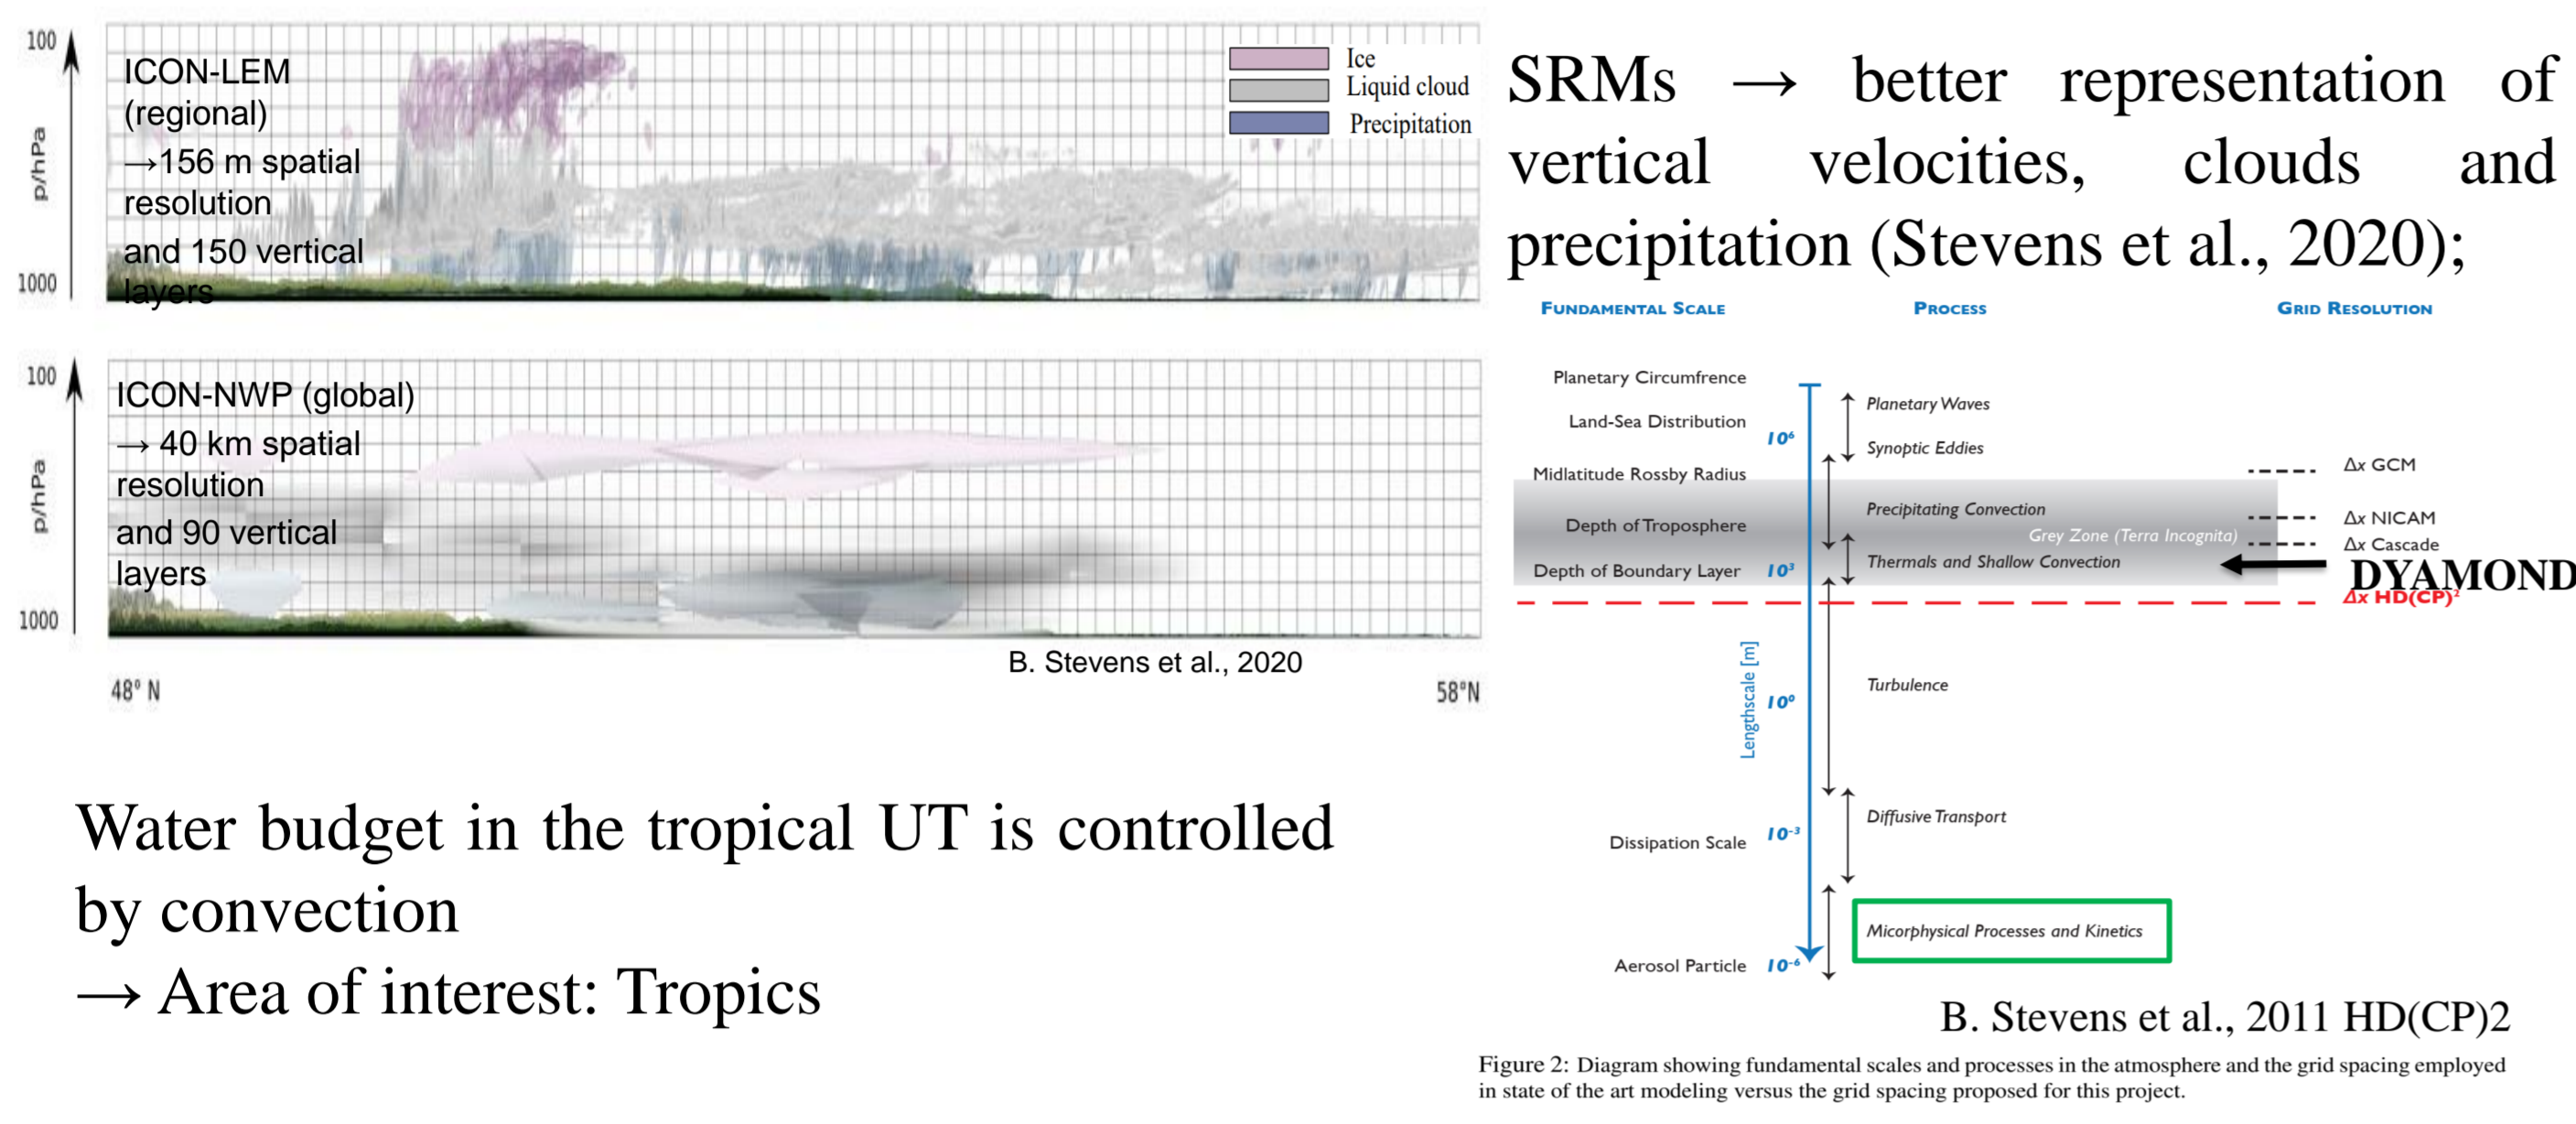 100
p/hPa
1000
ICON-LEM
(regional)
→156 m spatial
resolution
and 150 vertical
layers
Ice
Liquid cloud
Precipitation
100
p/hPa
1000
ICON-NWP (global)
→ 40 km spatial
resolution
and 90 vertical
layers
B. Stevens et al., 2020
48° N
58°N
Water budget in the tropical UT is controlled
by convection
→ Area of interest: Tropics
SRMs → better representation of
vertical velocities, clouds and
precipitation (Stevens et al., 2020);
FUNDAMENTAL SCALE
PROCESS
GRID RESOLUTION
Planetary Circumfrence
Land-Sea Distribution
Midlatitude Rossby Radius
Depth of Troposphere
Depth of Boundary Layer
Dissipation Scale
Aerosol Particle
10⁶
10³
10⁰
10⁻³
10⁻⁶
Lengthscale [m]
Planetary Waves
Synoptic Eddies
Precipitating Convection
Grey Zone (Terra Incognita)
Thermals and Shallow Convection
Turbulence
Diffusive Transport
Micorphysical Processes and Kinetics
Δx GCM
Δx NICAM
Δx Cascade
DYAMOND
Δx HD(CP)²
B. Stevens et al., 2011 HD(CP)2
Figure 2: Diagram showing fundamental scales and processes in the atmosphere and the grid spacing employed
in state of the art modeling versus the grid spacing proposed for this project.